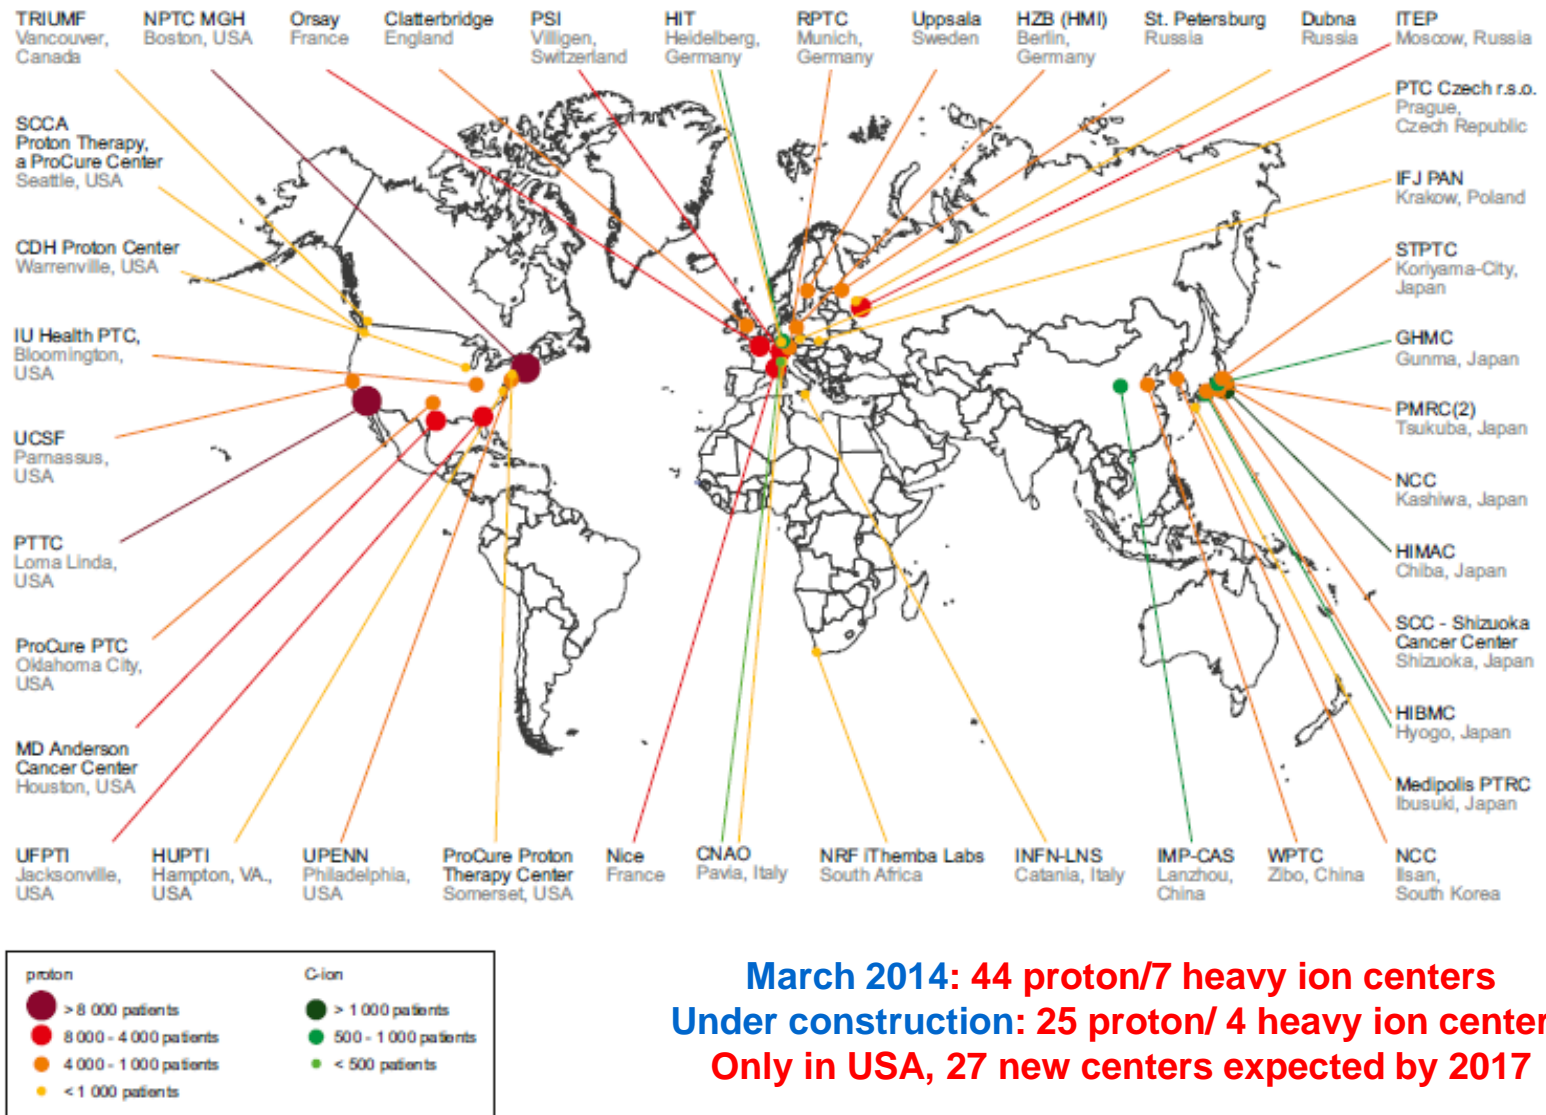 TRIUMF
Vancouver,
Canada
NPTC MGH
Boston, USA
Orsay
France
Clatterbridge
England
PSI
Villigen,
Switzerland
HIT
Heidelberg,
Germany
RPTC
Munich,
Germany
Uppsala
Sweden
HZB (HMI)
Berlin,
Germany
St. Petersburg
Russia
Dubna
Russia
ITEP
Moscow, Russia
SCCA
Proton Therapy,
a ProCure Center
Seattle, USA
CDH Proton Center
Warrenville, USA
IU Health PTC,
Bloomington,
USA
UCSF
Parnassus,
USA
PTTC
Loma Linda,
USA
ProCure PTC
Oklahoma City,
USA
MD Anderson
Cancer Center
Houston, USA
PTC Czech r.s.o.
Prague,
Czech Republic
IFJ PAN
Krakow, Poland
STPTC
Koriyama-City,
Japan
GHMC
Gunma, Japan
PMRC(2)
Tsukuba, Japan
NCC
Kashiwa, Japan
HIMAC
Chiba, Japan
SCC - Shizuoka
Cancer Center
Shizuoka, Japan
HIBMC
Hyogo, Japan
Medipolis PTRC
Ibusuki, Japan
UFPTI
Jacksonville,
USA
HUPTI
Hampton, VA.,
USA
UPENN
Philadelphia,
USA
ProCure Proton
Therapy Center
Somerset, USA
Nice
France
CNAO
Pavia, Italy
NRF iThemba Labs
South Africa
INFN-LNS
Catania, Italy
IMP-CAS
Lanzhou,
China
WPTC
Zibo, China
NCC
Ilsan,
South Korea
proton
> 8 000 patients
8 000 - 4 000 patients
4 000 - 1 000 patients
< 1 000 patients
C-ion
> 1 000 patients
500 - 1 000 patients
< 500 patients
March 2014: 44 proton/7 heavy ion centers
Under construction: 25 proton/ 4 heavy ion center
Only in USA, 27 new centers expected by 2017